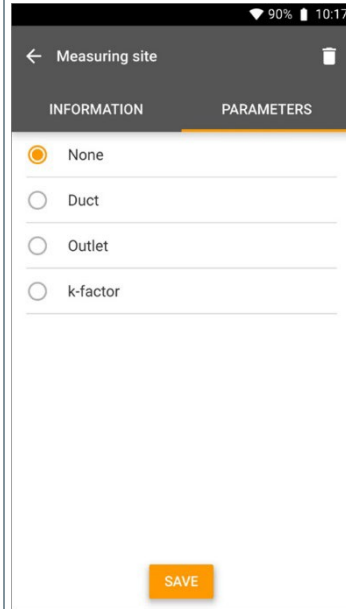 90% 10:17
Measuring site
INFORMATION PARAMETERS
None
Duct
Outlet
k-factor
SAVE